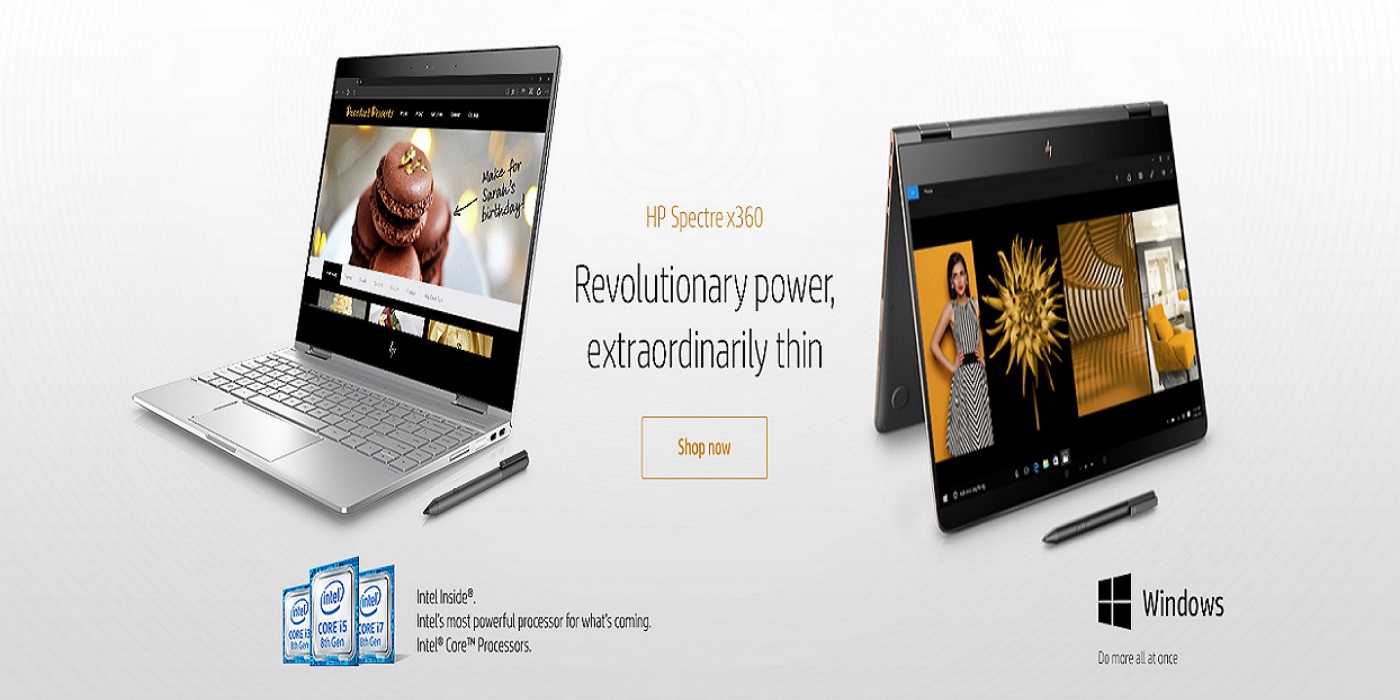 Make for
Sarah's
birthday!
hp
HP Spectre x360
Revolutionary power,
extraordinarily thin
Shop now
hp
intel
CORE i3
8th Gen
intel
CORE i5
8th Gen
intel
CORE i7
8th Gen
Intel Inside®.
Intel's most powerful processor for what's coming.
Intel® Core™ Processors.
Windows
Do more all at once